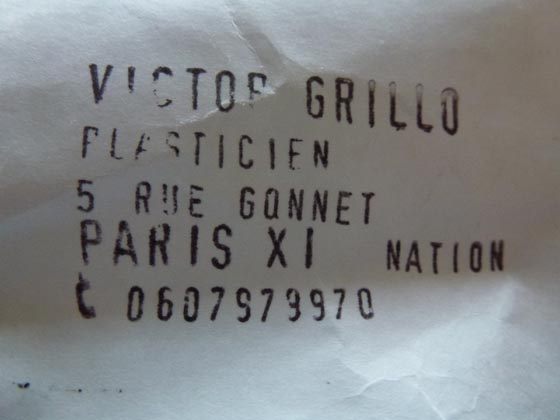 VICTOR GRILLO
PLASTICIEN
5 RUE GONNET
PARIS XI NATION
0607979970